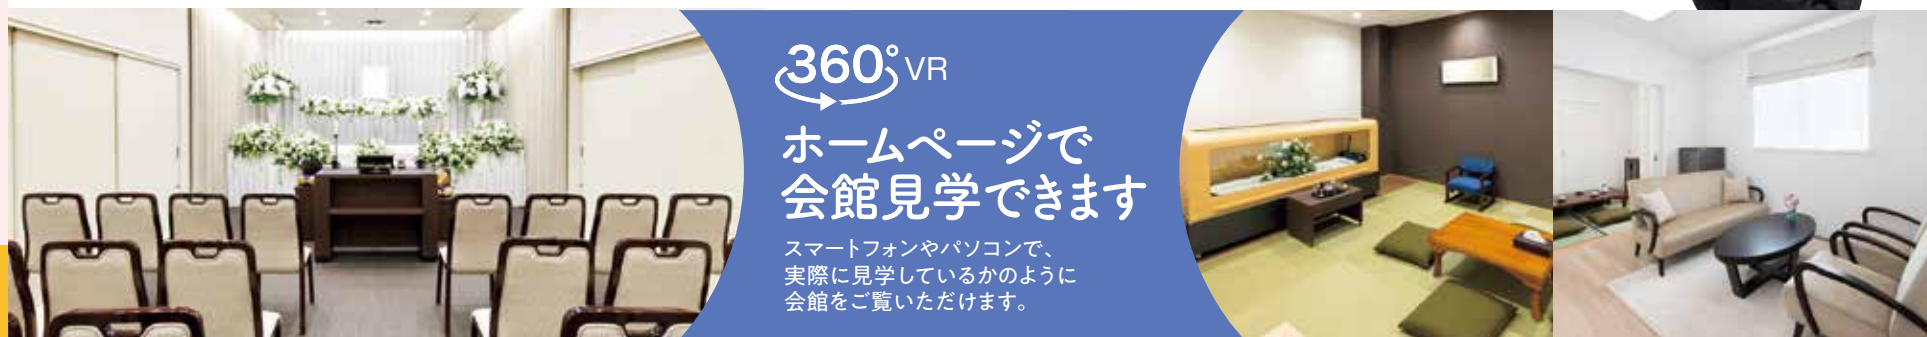 360° VR
ホームページで
会館見学できます
スマートフォンやパソコンで、
実際に見学しているかのように
会館をご覧いただけます。